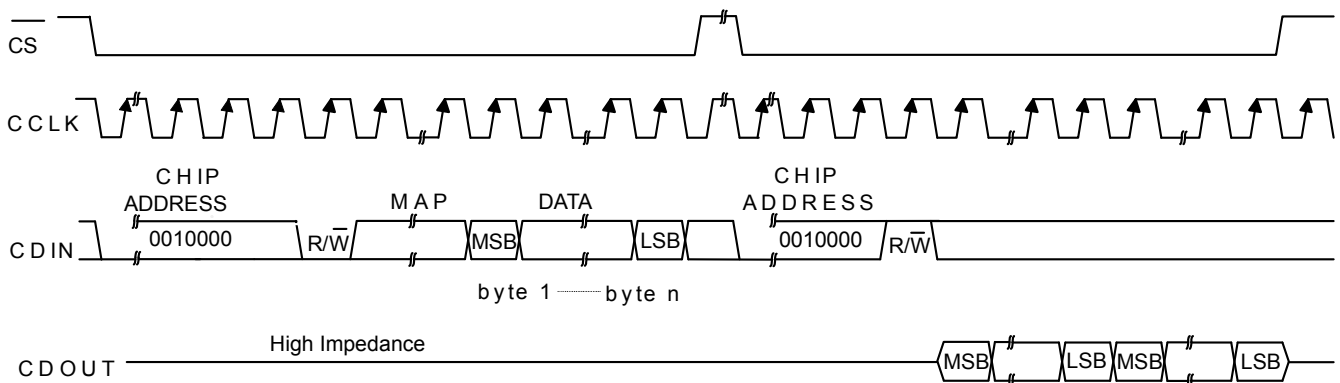 CS
CCLK
CHIP
ADDRESS
MAP
DATA
CHIP
ADDRESS
CDIN
0010000
R/W
MSB
LSB
0010000
R/W
byte 1 byte n
High Impedance
CDOUT
MSB
LSB
MSB
LSB